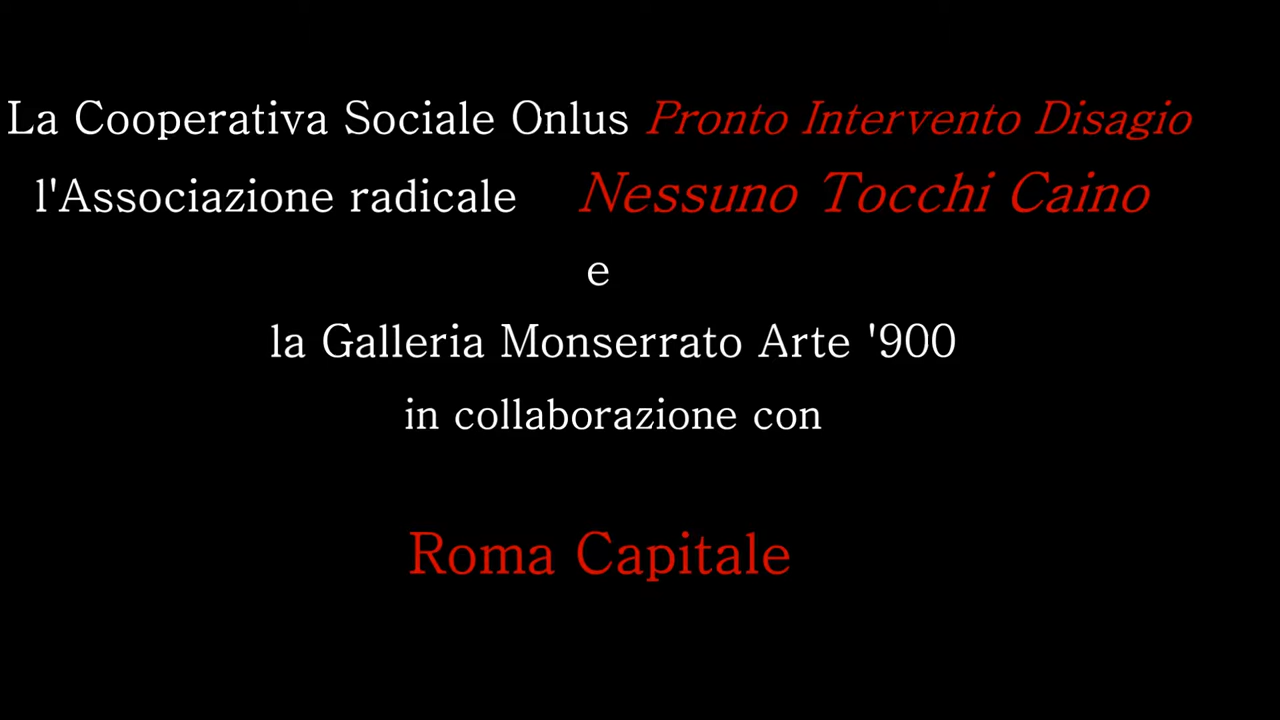 La Cooperativa Sociale Onlus Pronto Intervento Disagio
l'Associazione radicale Nessuno Tocchi Caino
e
la Galleria Monserrato Arte '900
in collaborazione con
Roma Capitale